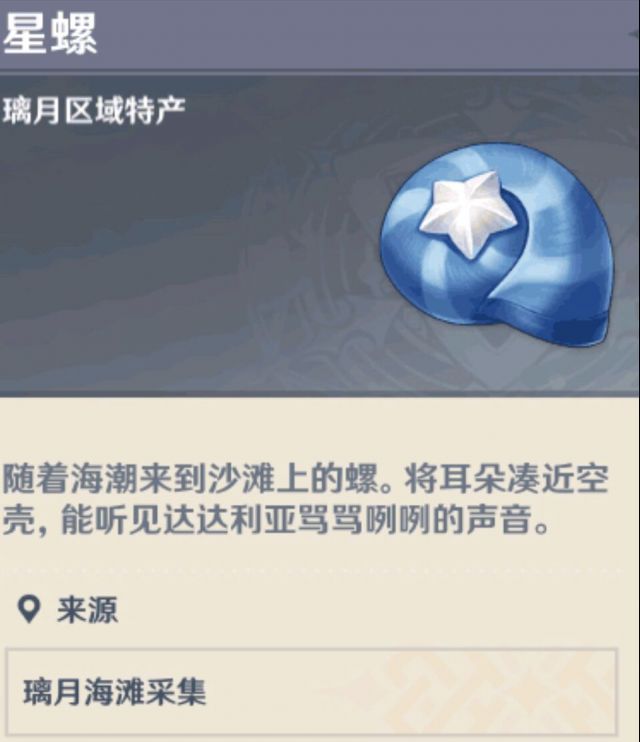 星螺
璃月区域特产
随着海潮来到沙滩上的螺。将耳朵凑近空
壳，能听见达达利亚骂骂咧咧的声音。
来源
璃月海滩采集